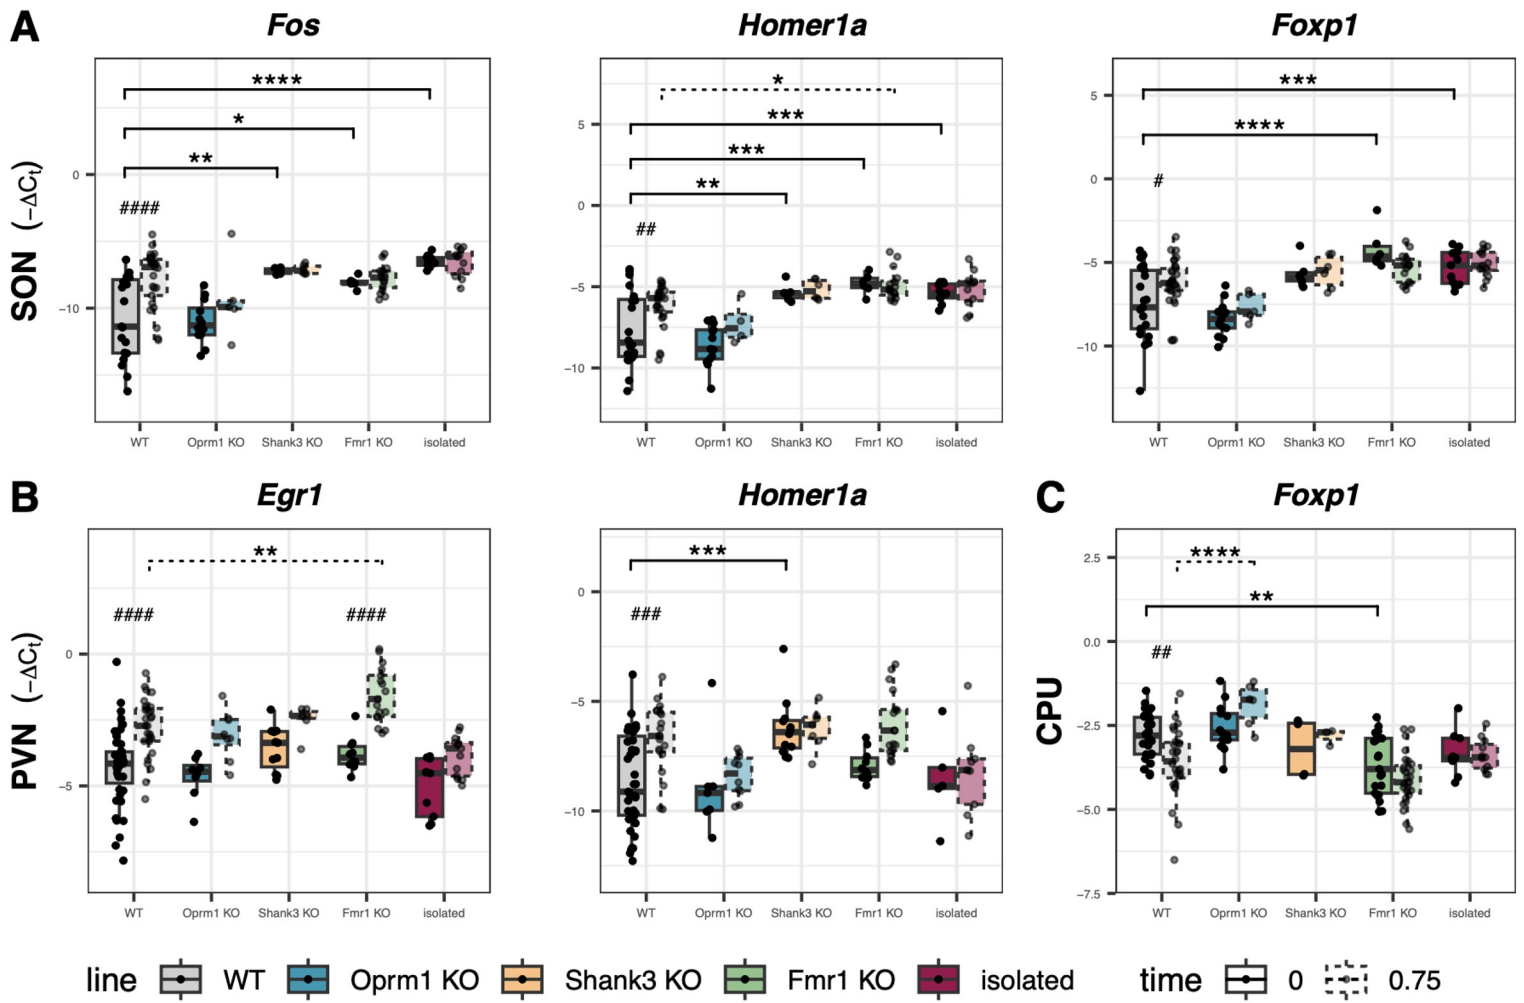 A
Fos
Homer1a
Foxp1
SON (−ΔCt)
0
−10
****
*
**
####
WT
Oprm1 KO
Shank3 KO
Fmr1 KO
isolated
5
0
−5
−10
*
***
***
**
##
WT
Oprm1 KO
Shank3 KO
Fmr1 KO
isolated
5
0
−5
−10
***
****
#
WT
Oprm1 KO
Shank3 KO
Fmr1 KO
isolated
B
Egr1
Homer1a
C
Foxp1
PVN (−ΔCt)
0
−5
**
####
####
WT
Oprm1 KO
Shank3 KO
Fmr1 KO
isolated
0
−5
−10
***
###
WT
Oprm1 KO
Shank3 KO
Fmr1 KO
isolated
CPU
2.5
0.0
−2.5
−5.0
−7.5
****
**
##
WT
Oprm1 KO
Shank3 KO
Fmr1 KO
isolated
line WT Oprm1 KO Shank3 KO Fmr1 KO isolated time 0 0.75